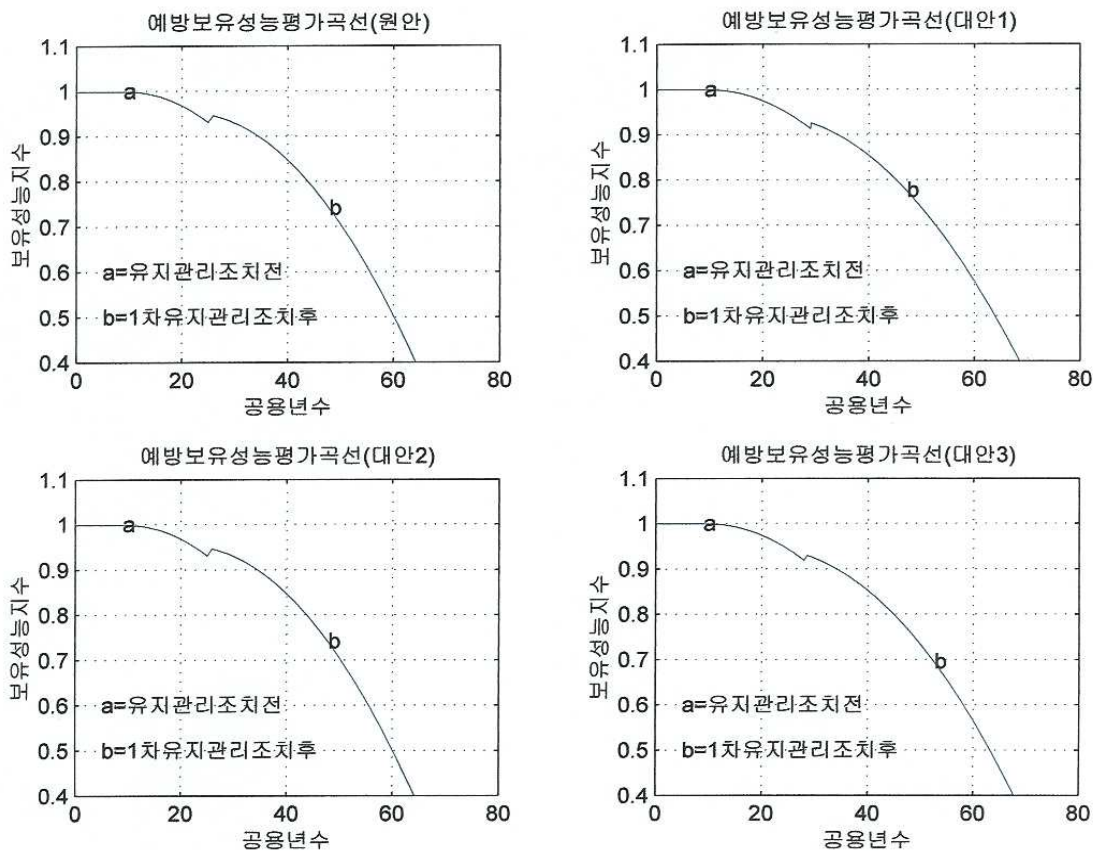 예방보유성능평가곡선(원안)
1.1
1
0.9
0.8
0.7
0.6
0.5
0.4
보유성능지수
a
b
a=유지관리조치전
b=1차유지관리조치후
0 20 40 60 80
공용년수
예방보유성능평가곡선(대안1)
1.1
1
0.9
0.8
0.7
0.6
0.5
0.4
보유성능지수
a
b
a=유지관리조치전
b=1차유지관리조치후
0 20 40 60 80
공용년수
예방보유성능평가곡선(대안2)
1.1
1
0.9
0.8
0.7
0.6
0.5
0.4
보유성능지수
a
b
a=유지관리조치전
b=1차유지관리조치후
0 20 40 60 80
공용년수
예방보유성능평가곡선(대안3)
1.1
1
0.9
0.8
0.7
0.6
0.5
0.4
보유성능지수
a
b
a=유지관리조치전
b=1차유지관리조치후
0 20 40 60 80
공용년수